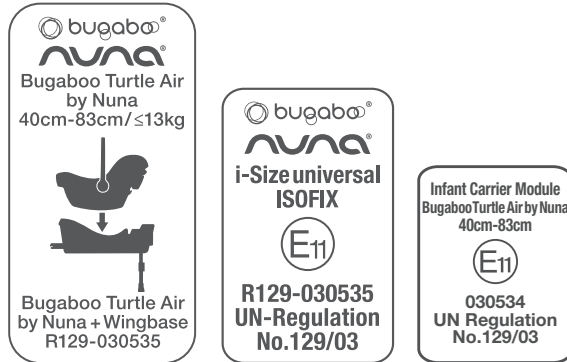 bugaboo®
nuna®
Bugaboo Turtle Air
by Nuna
40cm-83cm/≤13kg
Bugaboo Turtle Air
by Nuna + Wingbase
R129-030535
bugaboo®
nuna®
i-Size universal
ISOFIX
E11
R129-030535
UN-Regulation
No.129/03
Infant Carrier Module
Bugaboo Turtle Air by Nuna
40cm-83cm
E11
030534
UN Regulation
No.129/03